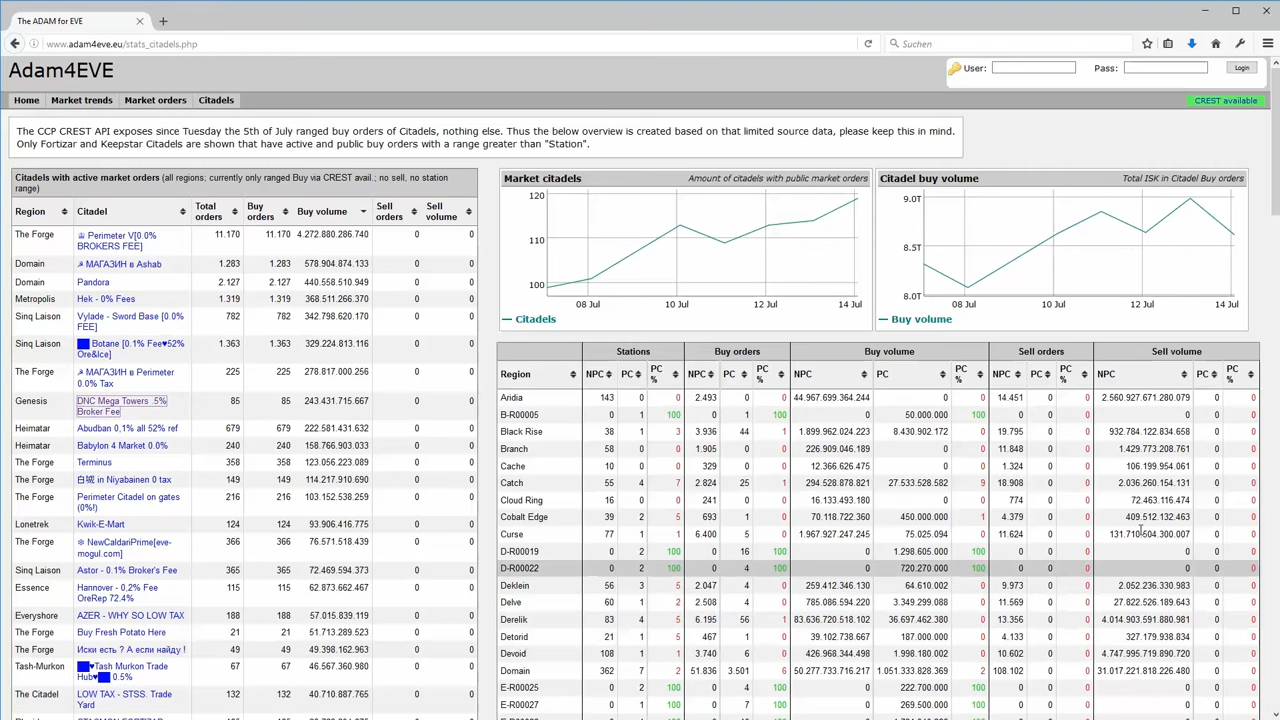 The ADAM for EVE
www.adam4eve.eu/stats_citadels.php
Suchen
Adam4EVE
User:
Pass:
Login
Home Market trends Market orders Citadels
CREST available
The CCP CREST API exposes since Tuesday the 5th of July ranged buy orders of Citadels, nothing else. Thus the below overview is created based on that limited source data, please keep this in mind.
Only Fortizar and Keepstar Citadels are shown that have active and public buy orders with a range greater than "Station".
Citadels with active market orders (all regions; currently only ranged Buy via CREST avail.; no sell, no station
range)
Region Citadel Total orders Buy orders Buy volume Sell orders Sell volume
The Forge Perimeter V[0.0% 11.170 11.170 4.272.880.286.740 0 0
BROKERS FEE]
Domain МАГАЗИН в Ashab 1.283 1.283 578.904.874.133 0 0
Domain Pandora 2.127 2.127 440.558.510.949 0 0
Metropolis Hek - 0% Fees 1.319 1.319 368.511.266.370 0 0
Sinq Laison Vylade - Sword Base [0.0% 782 782 342.798.620.170 0 0
FEE]
Sinq Laison Botane [0.1% Fee♥52% 1.363 1.363 329.224.813.116 0 0
Ore&Ice]
The Forge МАГАЗИН в Perimeter 225 225 278.817.000.256 0 0
0.0% Tax
Genesis DNC Mega Towers .5% 85 85 243.431.715.667 0 0
Broker Fee
Heimatar Abudban 0,1% all 52% ref 679 679 222.581.431.632 0 0
Heimatar Babylon 4 Market 0.0% 240 240 158.766.903.033 0 0
The Forge Terminus 358 358 123.056.223.089 0 0
The Forge 白城 in Niyabainen 0 tax 149 149 114.217.910.690 0 0
The Forge Perimeter Citadel on gates 216 216 103.152.538.259 0 0
(0%!)
Lonetrek Kwik-E-Mart 124 124 93.906.416.775 0 0
The Forge ❄ NewCaldariPrime[eve- 366 366 76.571.439.007 0 0
mogul.com]
Sinq Laison Astor - 0.1% Broker's Fee 365 365 72.469.594.373 0 0
Essence Hannover - 0,2% Fee 115 115 62.873.662.467 0 0
OreRep 72.4%
Everyshore AZER - WHY SO LOW TAX 188 188 57.015.839.119 0 0
The Forge Buy Fresh Potato Here 21 21 51.713.289.523 0 0
The Forge Иски есть ? А если найду ! 49 49 49.398.162.963 0 0
Tash-Murkon ♥Tash Murkon Trade 67 67 46.567.360.980 0 0
Hub♥ 0.5%
The Citadel LOW TAX - STSS. Trade 132 132 40.710.887.765 0 0
Yard
Market citadels Amount of citadels with public market orders
120
110
100
08 Jul 10 Jul 12 Jul 14 Jul
Citadels
Citadel buy volume Total ISK in Citadel Buy orders
9.0T
8.5T
8.0T
08 Jul 10 Jul 12 Jul 14 Jul
Buy volume
Stations Buy orders Buy volume Sell orders Sell volume
Region NPC PC PC % NPC PC PC % NPC PC PC % NPC PC PC % NPC PC PC %
Aridia 143 0 0 2.493 0 0 44.967.699.364.244 0 0 14.451 0 0 2.560.927.671.280.079 0 0
B-R00005 0 1 100 0 1 100 0 50.000.000 100 0 0 0 0 0 0
Black Rise 38 1 3 3.936 44 1 1.899.962.024.223 8.430.902.172 0 19.795 0 0 932.784.122.834.658 0 0
Branch 58 0 0 1.905 0 0 226.909.046.189 0 0 11.848 0 0 1.429.773.208.761 0 0
Cache 55 0 0 329 0 0 12.366.626.475 0 0 1.324 0 0 106.199.954.061 0 0
Catch 55 4 7 2.824 25 1 294.528.878.821 27.533.528.582 9 18.908 0 0 2.036.260.154.131 0 0
Cloud Ring 16 0 0 241 0 0 16.133.493.180 0 0 774 0 0 72.463.116.474 0 0
Cobalt Edge 39 2 5 693 1 0 70.118.722.360 450.000.000 1 4.379 0 0 409.512.132.463 0 0
Curse 77 1 1 6.400 5 0 1.967.927.247.245 75.025.094 0 11.624 0 0 131.710.604.300.007 0 0
D-R00019 0 2 100 0 16 100 0 1.298.605.000 100 0 0 0 0 0 0
D-R00022 0 2 100 0 4 100 0 720.270.000 100 0 0 0 0 0 0
Deklein 56 3 5 2.047 4 0 259.412.346.130 64.610.002 0 9.973 0 0 2.052.236.330.983 0 0
Delve 60 1 2 2.508 4 0 785.086.594.220 3.349.299.088 0 11.569 0 0 27.822.526.189.643 0 0
Derelik 83 4 5 6.195 56 1 83.636.720.518.102 36.697.462.380 0 13.356 0 0 4.014.903.591.880.981 0 0
Detorid 21 1 5 467 1 0 39.102.738.667 187.000.000 0 4.133 0 0 327.179.938.834 0 0
Devoid 108 1 1 3.740 6 0 426.968.344.498 1.998.180.002 0 10.602 0 0 4.747.995.719.890.720 0 0
Domain 362 7 2 51.836 3.501 6 50.277.733.716.217 1.051.333.828.369 2 108.102 0 0 31.017.221.818.226.480 0 0
E-R00025 0 2 100 0 4 100 0 222.700.000 100 0 0 0 0 0 0
E-R00027 0 1 100 0 7 100 0 269.500.000 100 0 0 0 0 0 0